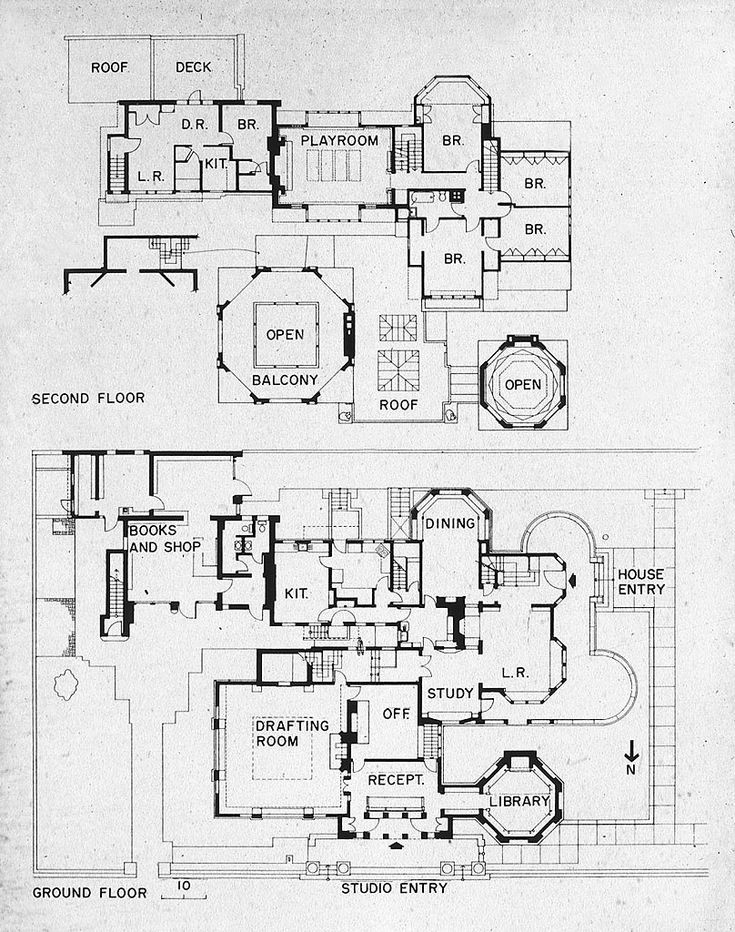 ROOF
DECK
D.R.
BR.
PLAYROOM
BR.
KIT.
L.R.
BR.
BR.
BR.
OPEN
BALCONY
ROOF
OPEN
SECOND FLOOR
DINING
BOOKS
AND SHOP
KIT.
HOUSE
ENTRY
L.R.
STUDY
OFF.
DRAFTING
ROOM
N
RECEPT.
LIBRARY
GROUND FLOOR
10
STUDIO ENTRY